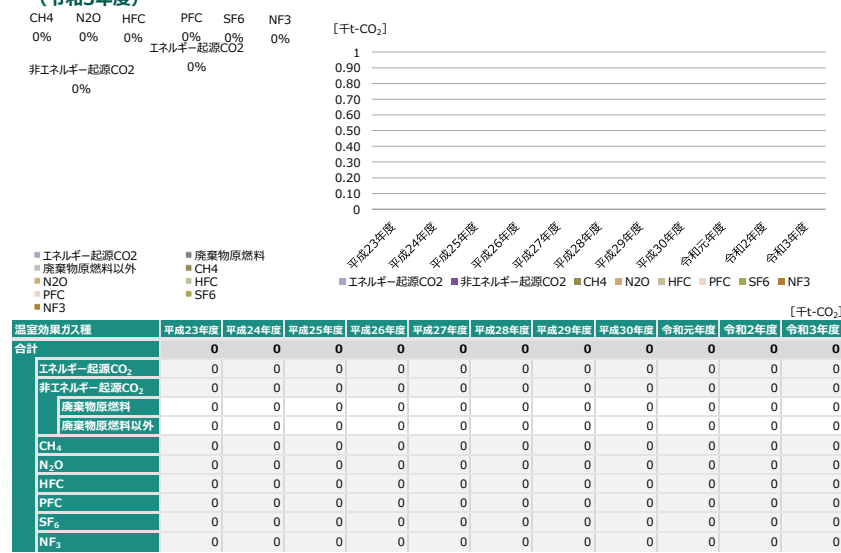 （令和3年度）
CH4 N2O HFC PFC SF6 NF3
0% 0% 0% 0% 0% 0%
エネルギー起源CO2
0%
非エネルギー起源CO2
0%
[千t-CO₂]
1
0.90
0.80
0.70
0.60
0.50
0.40
0.30
0.20
0.10
0
平成23年度 平成24年度 平成25年度 平成26年度 平成27年度 平成28年度 平成29年度 平成30年度 令和元年度 令和2年度 令和3年度
エネルギー起源CO2 非エネルギー起源CO2 CH4 N2O HFC PFC SF6 NF3
エネルギー起源CO2 廃棄物原燃料
廃棄物原燃料以外 CH4
N2O HFC
PFC SF6
NF3
[千t-CO₂]
温室効果ガス種 平成23年度 平成24年度 平成25年度 平成26年度 平成27年度 平成28年度 平成29年度 平成30年度 令和元年度 令和2年度 令和3年度
合計 0 0 0 0 0 0 0 0 0 0 0
エネルギー起源CO₂ 0 0 0 0 0 0 0 0 0 0 0
非エネルギー起源CO₂ 0 0 0 0 0 0 0 0 0 0 0
廃棄物原燃料 0 0 0 0 0 0 0 0 0 0 0
廃棄物原燃料以外 0 0 0 0 0 0 0 0 0 0 0
CH₄ 0 0 0 0 0 0 0 0 0 0 0
N₂O 0 0 0 0 0 0 0 0 0 0 0
HFC 0 0 0 0 0 0 0 0 0 0 0
PFC 0 0 0 0 0 0 0 0 0 0 0
SF₆ 0 0 0 0 0 0 0 0 0 0 0
NF₃ 0 0 0 0 0 0 0 0 0 0 0